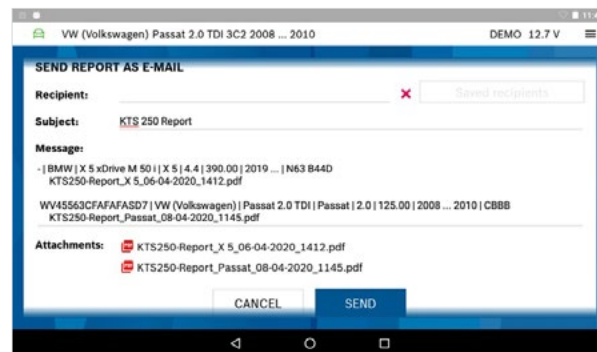 VW (Volkswagen) Passat 2.0 TDI 3C2 2008 ... 2010 DEMO 12.7 V
SEND REPORT AS E-MAIL
Recipient: Saved recipients
Subject: KTS 250 Report
Message:
- | BMW | X 5 xDrive M 50 i | X 5 | 4.4 | 390.00 | 2019 ... | N63 B44D
KTS250-Report_X 5_06-04-2020_1412.pdf
WV45563CFAFAFASD7 | VW (Volkswagen) | Passat 2.0 TDI | Passat | 2.0 | 125.00 | 2008 ... 2010 | CBBB
KTS250-Report_Passat_08-04-2020_1145.pdf
Attachments: KTS250-Report_X 5_06-04-2020_1412.pdf
KTS250-Report_Passat_08-04-2020_1145.pdf
CANCEL SEND